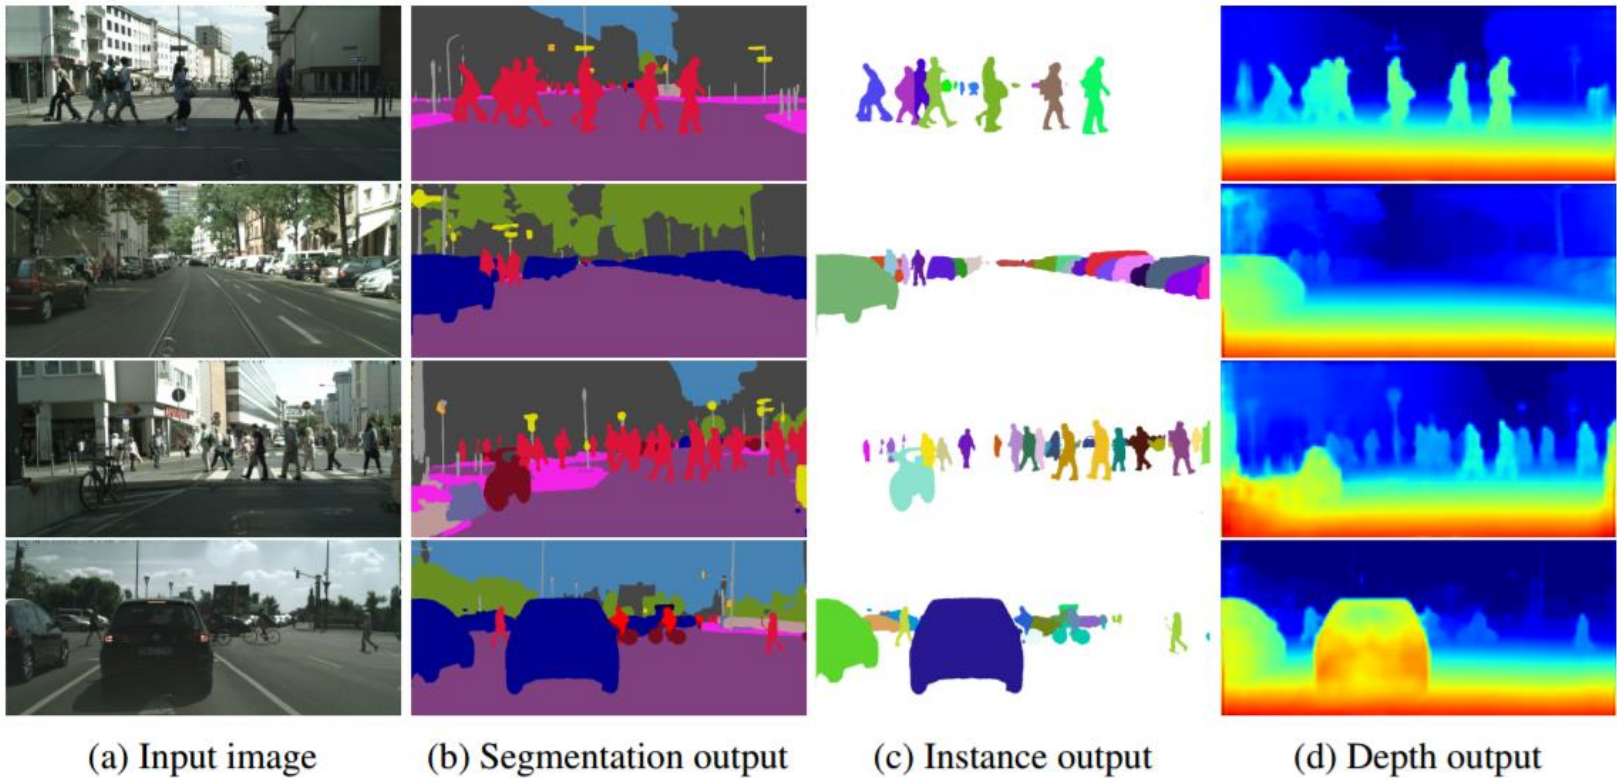 (a) Input image
(b) Segmentation output
(c) Instance output
(d) Depth output